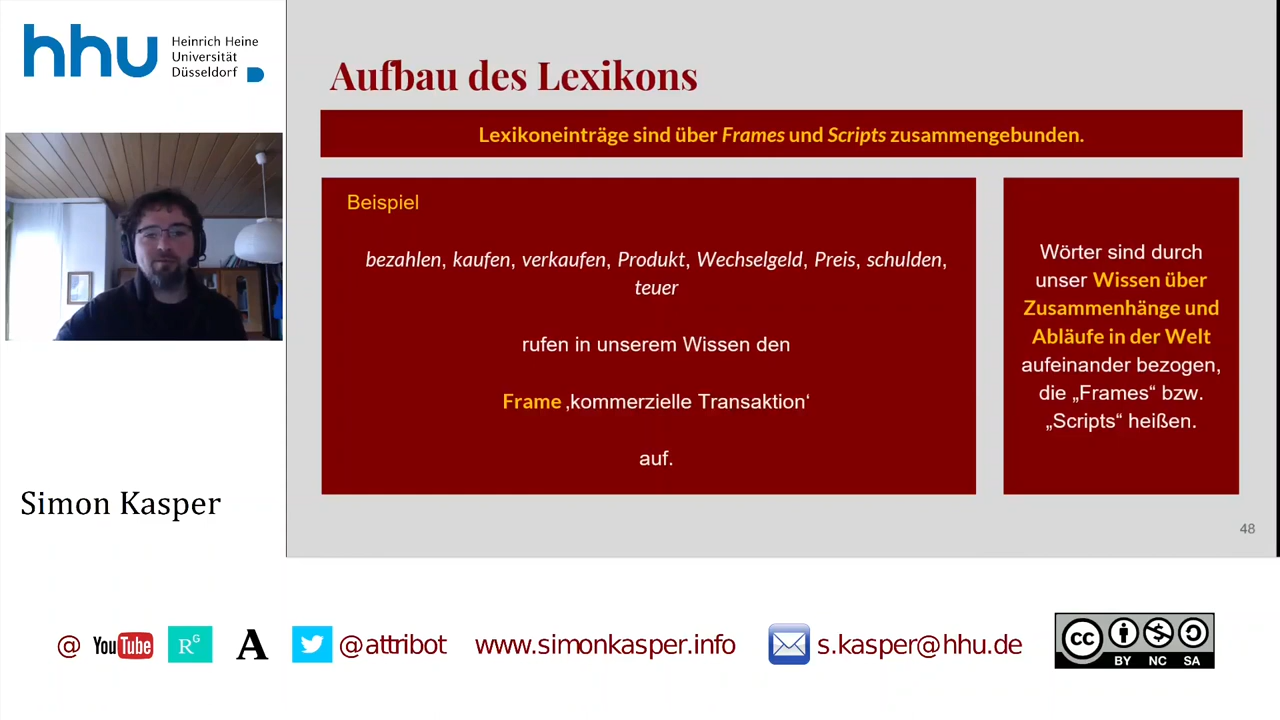 hhu
Heinrich Heine
Universität
Düsseldorf
Aufbau des Lexikons
Lexikoneinträge sind über Frames und Scripts zusammengebunden.
Beispiel
bezahlen, kaufen, verkaufen, Produkt, Wechselgeld, Preis, schulden,
teuer
rufen in unserem Wissen den
Frame ‚kommerzielle Transaktion‘
auf.
Wörter sind durch
unser Wissen über
Zusammenhänge und
Abläufe in der Welt
aufeinander bezogen,
die „Frames“ bzw.
„Scripts“ heißen.
48
Simon Kasper
@ YouTube RG A @attribot www.simonkasper.info s.kasper@hhu.de
cc BY NC SA